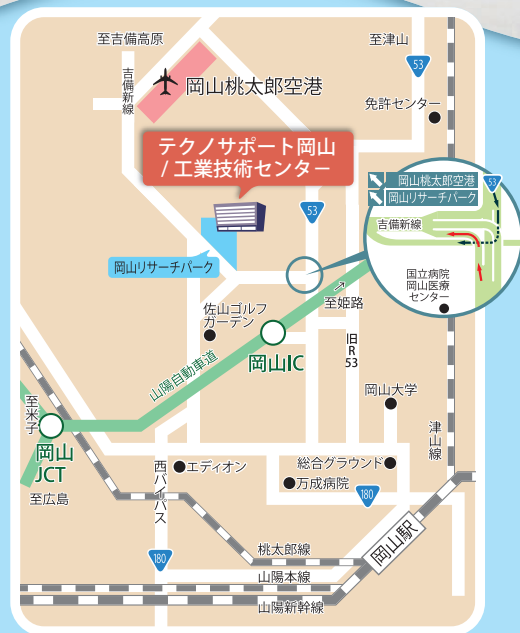 至吉備高原
至津山
53
吉備新線
岡山桃太郎空港
免許センター
テクノサポート岡山
/ 工業技術センター
岡山桃太郎空港
53
岡山リサーチパーク
53
吉備新線
岡山リサーチパーク
国立病院
岡山医療
センター
至姫路
佐山ゴルフ
ガーデン
旧R53
岡山IC
山陽自動車道
岡山大学
至米子
岡山
JCT
津山線
至広島
西バイパス
エディオン
総合グラウンド
万成病院
180
岡山駅
桃太郎線
180
山陽本線
山陽新幹線